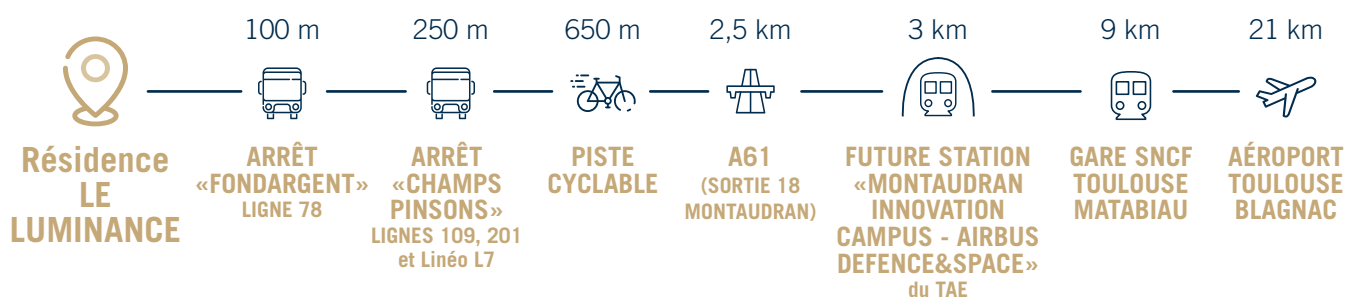 100 m
250 m
650 m
2,5 km
3 km
9 km
21 km
Résidence
LE
LUMINANCE
ARRÊT
«FONDARGENT»
LIGNE 78
ARRÊT
«CHAMPS
PINSONS»
LIGNES 109, 201
et Linéo L7
PISTE
CYCLABLE
A61
(SORTIE 18
MONTAUDRAN)
FUTURE STATION
«MONTAUDRAN
INNOVATION
CAMPUS - AIRBUS
DEFENCE&SPACE»
du TAE
GARE SNCF
TOULOUSE
MATABIAU
AÉROPORT
TOULOUSE
BLAGNAC